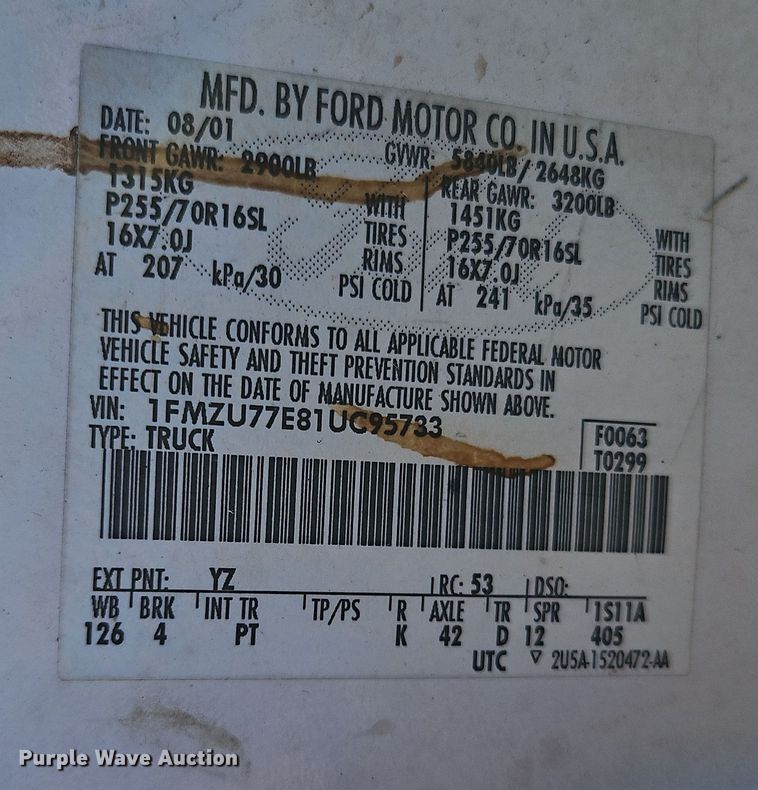 MFD. BY FORD MOTOR CO. IN U.S.A.
DATE: 08/01 GVWR: 5840LB/ 2648KG
FRONT GAWR: 2900LB REAR GAWR: 3200LB
1315KG WITH 1451KG WITH
P255/70R16SL TIRES P255/70R16SL TIRES
16X7.0J RIMS 16X7.0J RIMS
AT 207 kPa/30 PSI COLD AT 241 kPa/35 PSI COLD
THIS VEHICLE CONFORMS TO ALL APPLICABLE FEDERAL MOTOR
VEHICLE SAFETY AND THEFT PREVENTION STANDARDS IN
EFFECT ON THE DATE OF MANUFACTURE SHOWN ABOVE.
VIN: 1FMZU77E81UC95733
TYPE: TRUCK F0063
T0299
EXT PNT: YZ RC: 53 DSO:
WB BRK INT TR TP/PS R AXLE TR SPR 1S11A
126 4 PT K 42 D 12 405
UTC ▽ 2U5A-1520472-AA
Purple Wave Auction